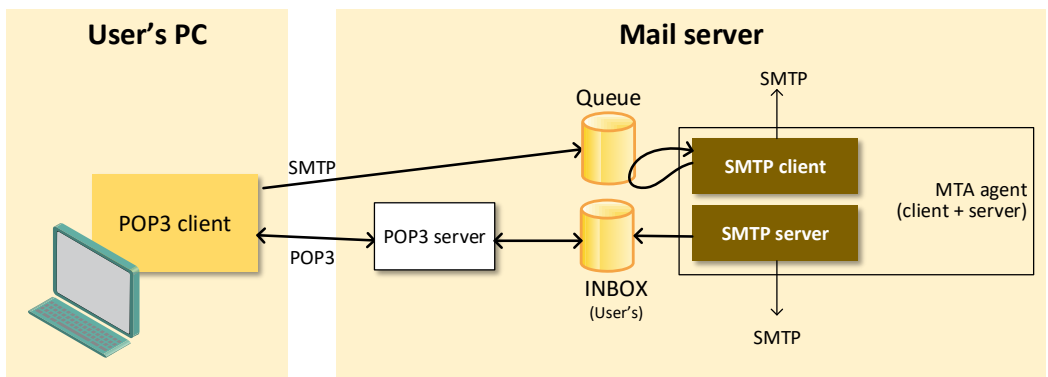 User’s PC
Mail server
SMTP
Queue
SMTP
SMTP client
MTA agent
(client + server)
POP3 client
POP3 server
SMTP server
POP3
INBOX
(User’s)
SMTP